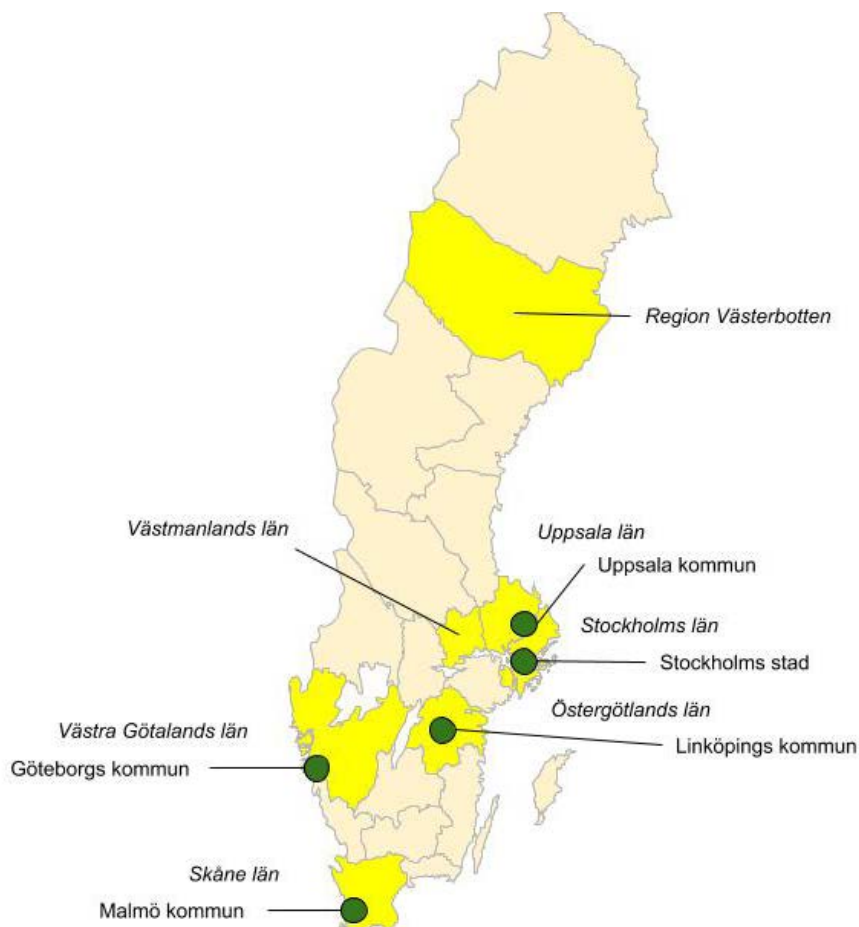 Region Västerbotten
Västmanlands län
Uppsala län
Uppsala kommun
Stockholms län
Stockholms stad
Östergötlands län
Linköpings kommun
Västra Götalands län
Göteborgs kommun
Skåne län
Malmö kommun